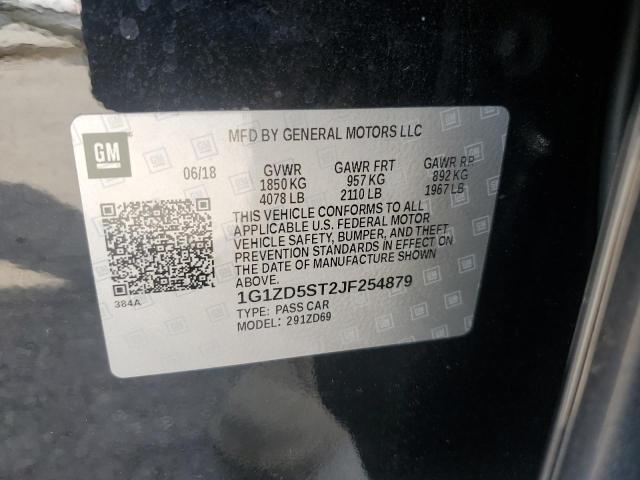 GM
MFD BY GENERAL MOTORS LLC
06/18 GVWR GAWR FRT GAWR RR
1850 KG 957 KG 892 KG
4078 LB 2110 LB 1967 LB
THIS VEHICLE CONFORMS TO ALL
APPLICABLE U.S. FEDERAL MOTOR
VEHICLE SAFETY, BUMPER, AND THEFT
PREVENTION STANDARDS IN EFFECT ON
THE DATE OF MANUFACTURE SHOWN
ABOVE.
1G1ZD5ST2JF254879
384A
TYPE: PASS CAR
MODEL: 291ZD69